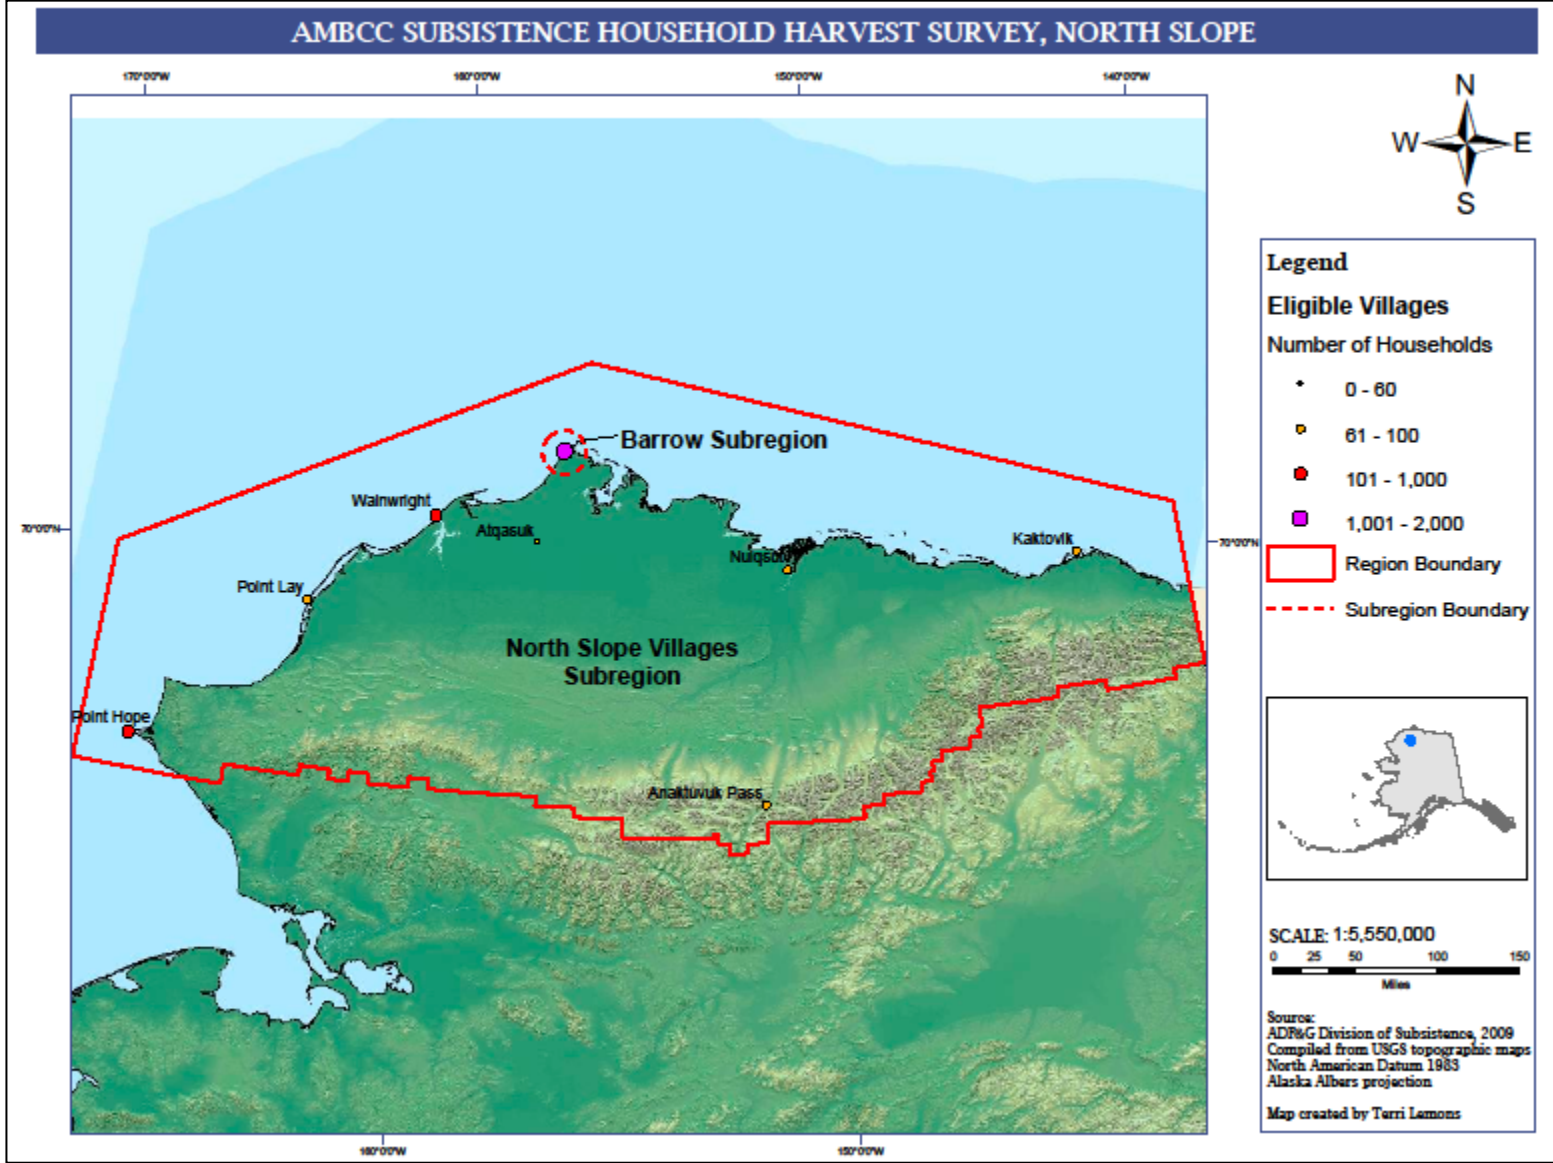 AMBCC SUBSISTENCE HOUSEHOLD HARVEST SURVEY, NORTH SLOPE
170°0'0"W 160°0'0"W 150°0'0"W 140°0'0"W
N
W E
S
Legend
Eligible Villages
Number of Households
0 - 60
61 - 100
101 - 1,000
1,001 - 2,000
Region Boundary
Subregion Boundary
Barrow Subregion
Wainwright
Atqasuk
70°0'0"N
70°0'0"N
Kaktovik
Nuiqsot
Point Lay
North Slope Villages
Subregion
Point Hope
Anaktuvuk Pass
SCALE: 1:5,550,000
0 25 50 100 150
Miles
Source:
ADF&G Division of Subsistence, 2009
Compiled from USGS topographic maps
North American Datum 1983
Alaska Albers projection
Map created by Terri Lemons
160°0'0"W 150°0'0"W